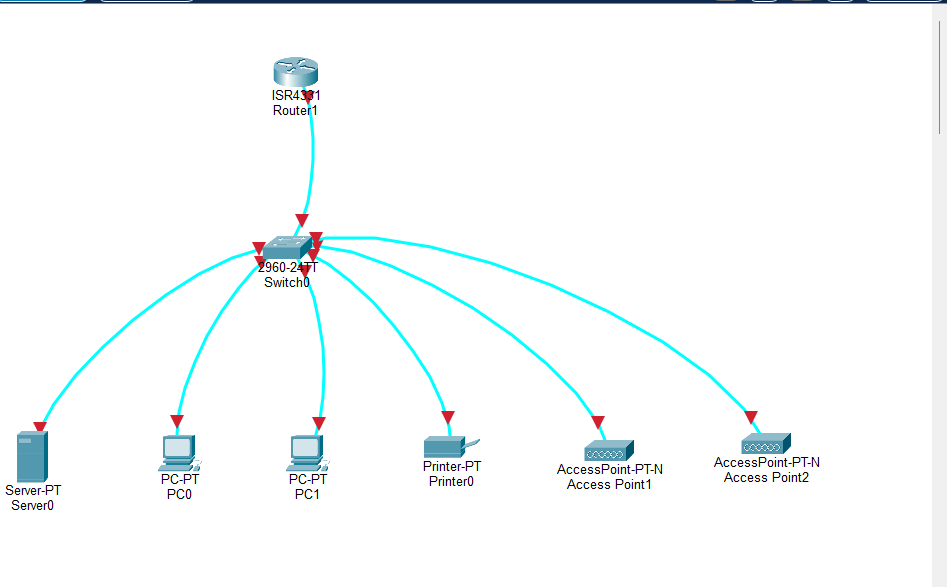 ISR4331
Router1
2960-24TT
Switch0
Server-PT
Server0
PC-PT
PC0
PC-PT
PC1
Printer-PT
Printer0
AccessPoint-PT-N
Access Point1
AccessPoint-PT-N
Access Point2